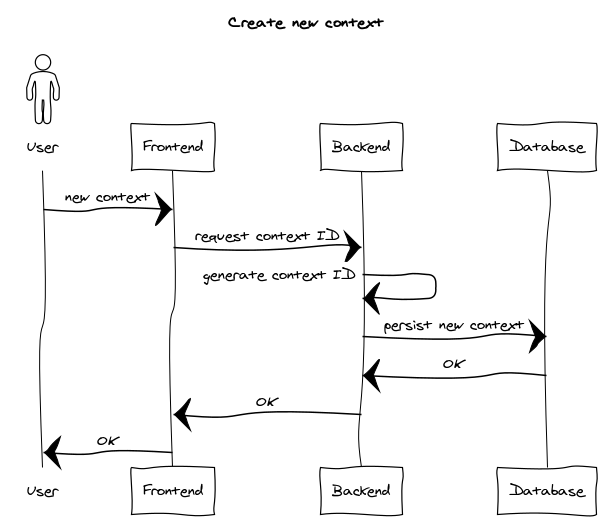 Create new context
User
Frontend
Backend
Database
new context
request context ID
generate context ID
persist new context
OK
OK
OK
User
Frontend
Backend
Database